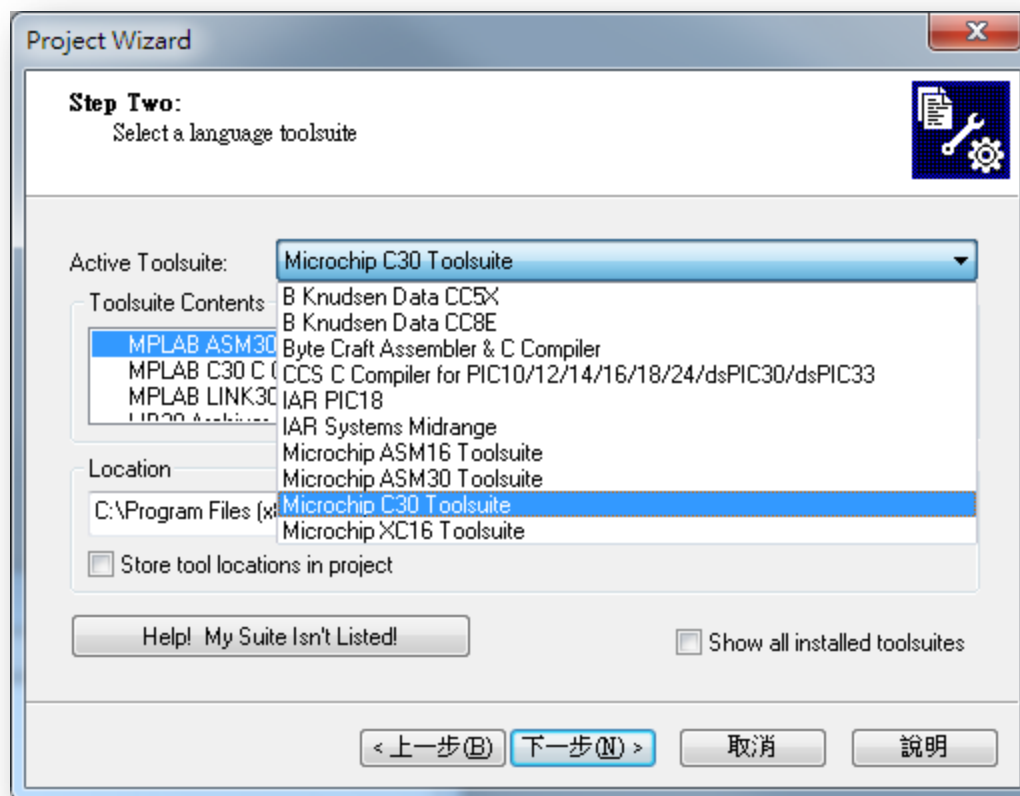 Project Wizard
Step Two:
Select a language toolsuite
Active Toolsuite:
Microchip C30 Toolsuite
B Knudsen Data CC5X
B Knudsen Data CC8E
Byte Craft Assembler & C Compiler
CCS C Compiler for PIC10/12/14/16/18/24/dsPIC30/dsPIC33
IAR PIC18
IAR Systems Midrange
Microchip ASM16 Toolsuite
Microchip ASM30 Toolsuite
Microchip C30 Toolsuite
Microchip XC16 Toolsuite
Toolsuite Contents
MPLAB ASM30
MPLAB C30 C
MPLAB LINK30
Location
C:\Program Files
Store tool locations in project
Help! My Suite Isn't Listed!
Show all installed toolsuites
< 上一步(B)
下一步(N) >
取消
說明